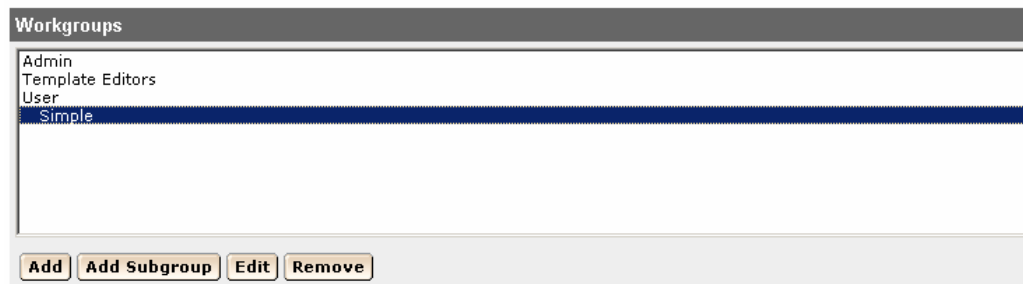 Workgroups
Admin
Template Editors
User
Simple
Add Add Subgroup Edit Remove